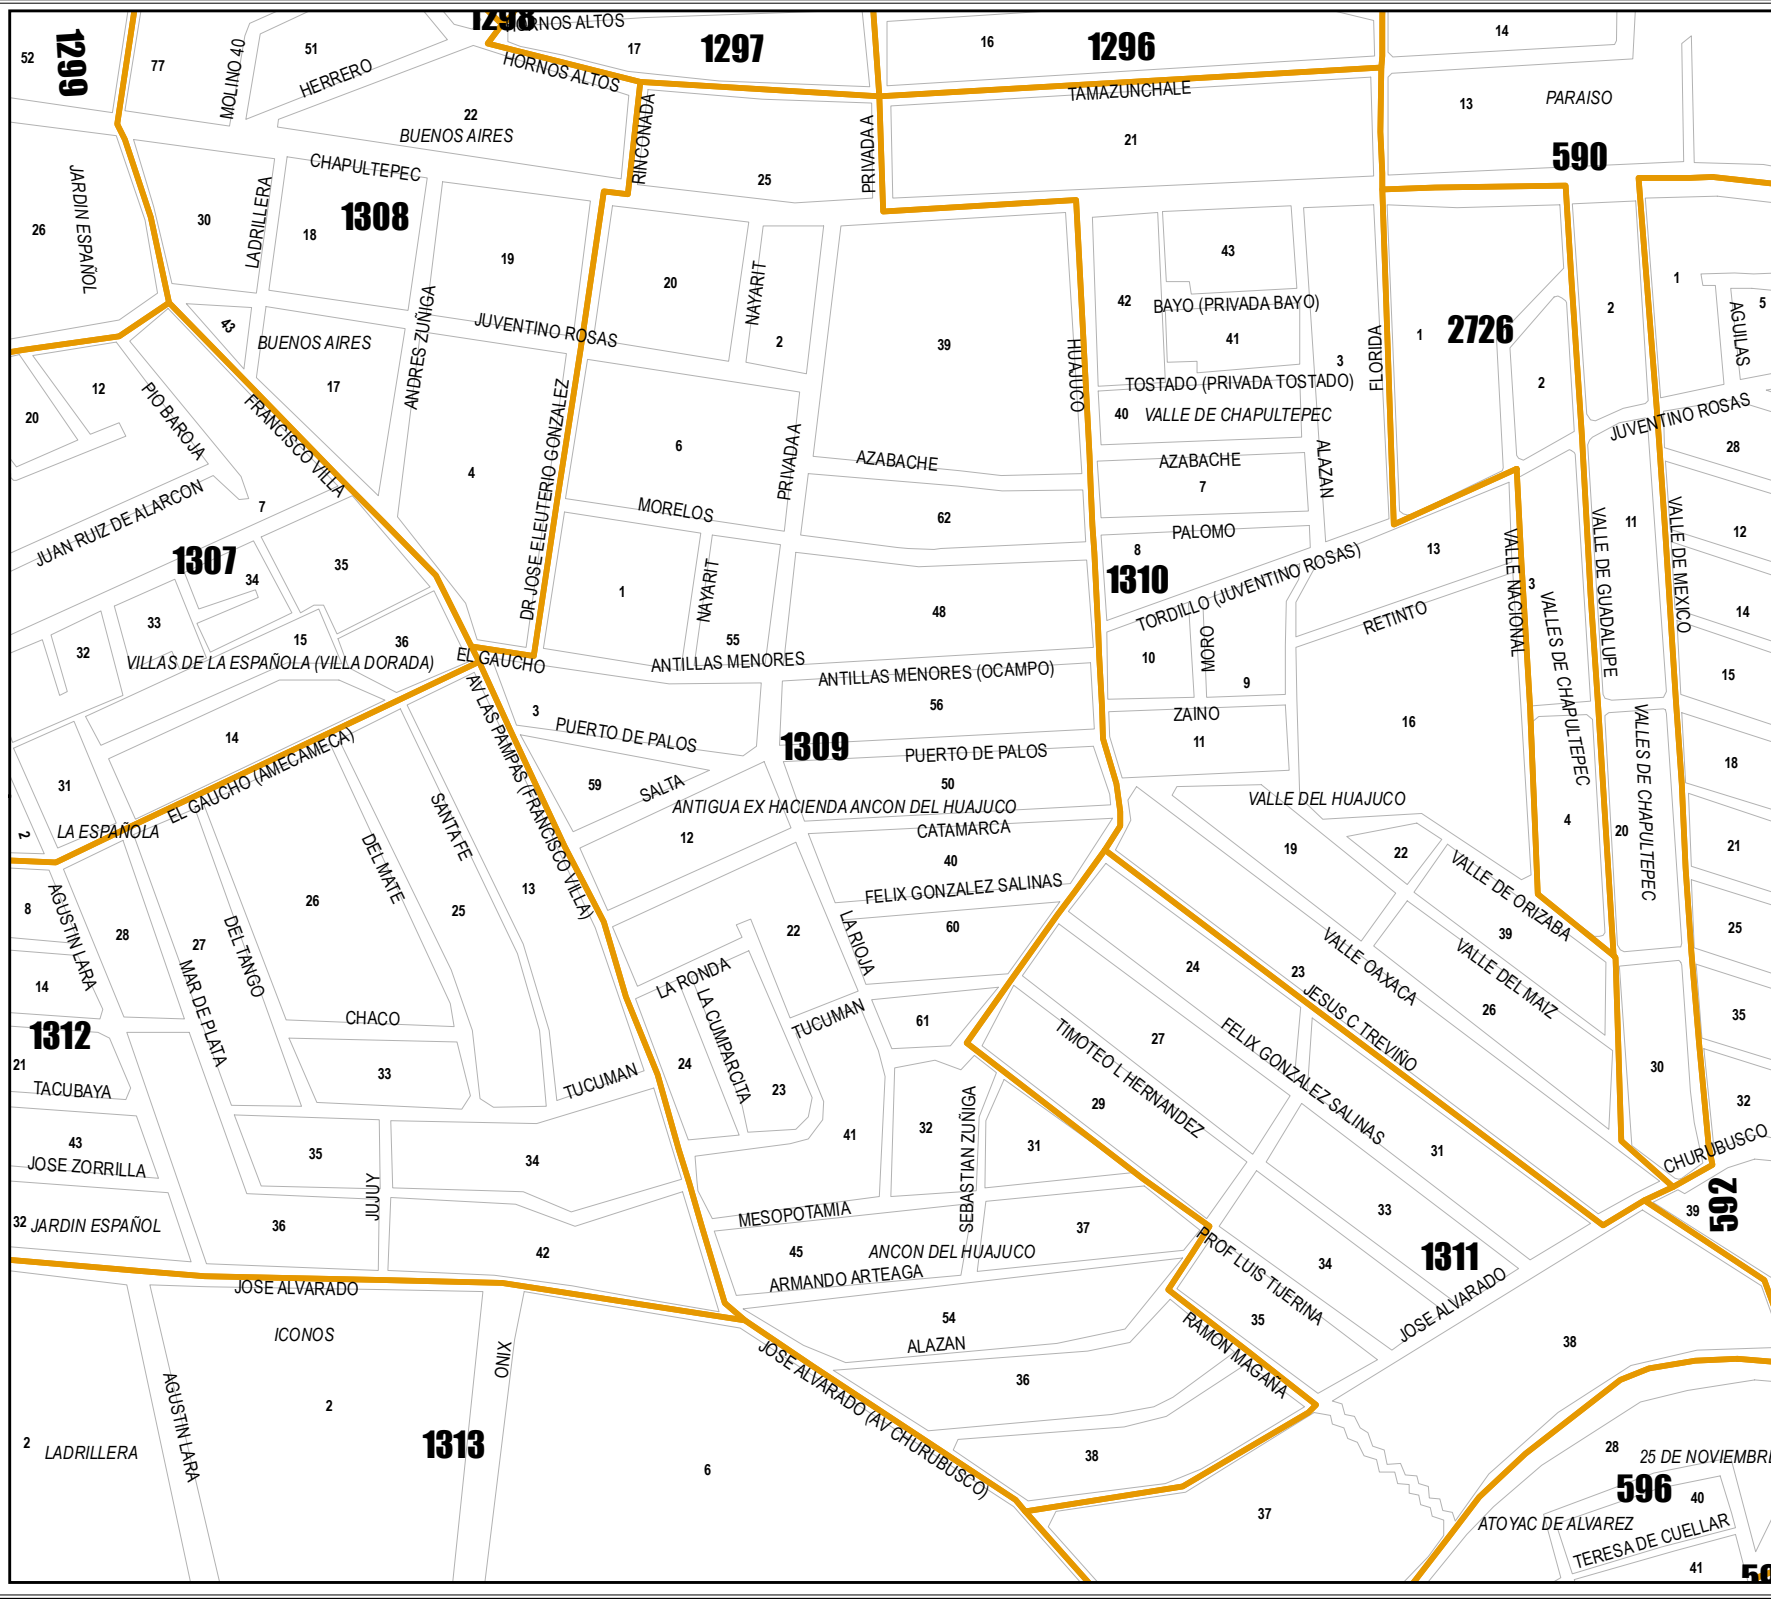 1298
HORNOS ALTOS
52
1299
77
MOLINO 40
51
HERRERO
17
1297
16
1296
14
HORNOS ALTOS
22
BUENOS AIRES
RINCONADA
TAMAZUNCHALE
PRIVADA A
21
13
PARAISO
590
CHAPULTEPEC
25
JARDIN ESPAÑOL
26
30
LADRILLERA
18
1308
19
20
NAYARIT
2
39
HUAJUCO
42
43
BAYO (PRIVADA BAYO)
41
3
FLORIDA
1
2726
2
2
1
5
AGUILAS
43
BUENOS AIRES
ANDRES ZUÑIGA
JUVENTINO ROSAS
17
TOSTADO (PRIVADA TOSTADO)
40
VALLE DE CHAPULTEPEC
JUVENTINO ROSAS
12
20
PIO BAROJA
FRANCISCO VILLA
DR JOSE ELEUTERIO GONZALEZ
4
6
PRIVADA A
AZABACHE
AZABACHE
7
ALAZAN
28
JUAN RUIZ DE ALARCON
7
MORELOS
62
PALOMO
8
13
VALLE NACIONAL
VALLE DE GUADALUPE
11
VALLE DE MEXICO
12
1307
34
35
1
NAYARIT
48
1310
TORDILLO (JUVENTINO ROSAS)
RETINTO
3
VALLES DE CHAPULTEPEC
14
33
15
36
32
VILLAS DE LA ESPAÑOLA (VILLA DORADA)
EL GAUCHO
55
ANTILLAS MENORES
ANTILLAS MENORES (OCAMPO)
10
MORO
9
15
14
AV LAS PAMPAS (FRANCISCO VILLA)
3
PUERTO DE PALOS
56
ZAINO
11
16
VALLES DE CHAPULTEPEC
1309
PUERTO DE PALOS
31
EL GAUCHO (AMECAMECA)
59
SALTA
50
18
ANTIGUA EX HACIENDA ANCON DEL HUAJUCO
VALLE DEL HUAJUCO
2
LA ESPAÑOLA
SANTA FE
12
CATAMARCA
4
20
19
22
21
DEL MATE
40
VALLE DE ORIZABA
FELIX GONZALEZ SALINAS
8
AGUSTIN LARA
26
25
13
28
27
DEL TANGO
22
LA RIOJA
60
39
25
VALLE OAXACA
VALLE DEL MAIZ
14
MAR DE PLATA
LA RONDA
24
23
CHACO
LA CUMPARCITA
TUCUMAN
61
JESUS C TREVIÑO
26
35
1312
27
TIMOTEO L HERNANDEZ
FELIX GONZALEZ SALINAS
21
33
TUCUMAN
24
23
30
TACUBAYA
29
32
43
35
34
41
32
SEBASTIAN ZUÑIGA
31
31
CHURUBUSCO
JOSE ZORRILLA
JUJUY
32
JARDIN ESPAÑOL
36
MESOPOTAMIA
37
33
39
592
42
45
ANCON DEL HUAJUCO
PROF LUIS TIJERINA
34
1311
ARMANDO ARTEAGA
JOSE ALVARADO
JOSE ALVARADO
54
35
ICONOS
ALAZAN
RAMON MAGAÑA
38
ONIX
JOSE ALVARADO (AV CHURUBUSCO)
36
2
AGUSTIN LARA
2
LADRILLERA
1313
6
38
28
25 DE NOVIEMBRE
596
40
37
ATOYAC DE ALVAREZ
TERESA DE CUELLAR
41